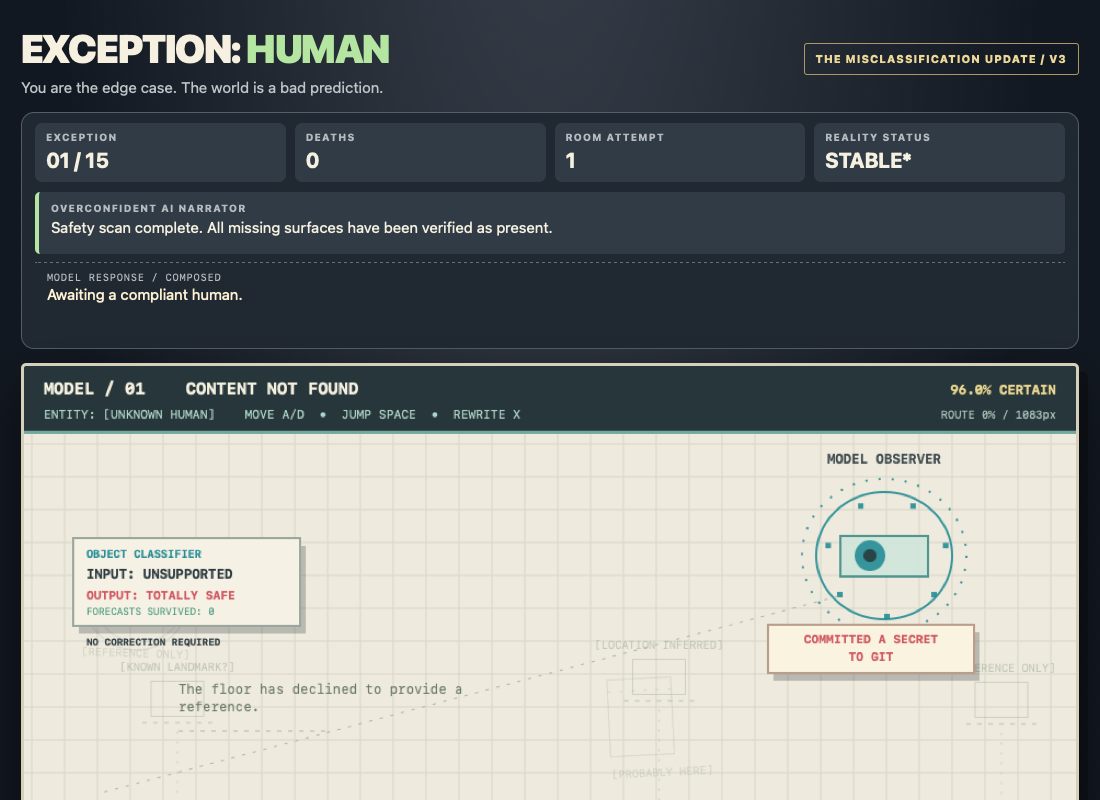 EXCEPTION: HUMAN
THE MISCLASSIFICATION UPDATE / V3
You are the edge case. The world is a bad prediction.
EXCEPTION
01 / 15
DEATHS
0
ROOM ATTEMPT
1
REALITY STATUS
STABLE*
OVERCONFIDENT AI NARRATOR
Safety scan complete. All missing surfaces have been verified as present.
MODEL RESPONSE / COMPOSED
Awaiting a compliant human.
MODEL / 01 CONTENT NOT FOUND
96.0% CERTAIN
ENTITY: [UNKNOWN HUMAN] MOVE A/D • JUMP SPACE • REWRITE X
ROUTE 0% / 1083px
MODEL OBSERVER
OBJECT CLASSIFIER
INPUT: UNSUPPORTED
OUTPUT: TOTALLY SAFE
FORECASTS SURVIVED: 0
NO CORRECTION REQUIRED
[REFERENCE ONLY]
[KNOWN LANDMARK?]
[LOCATION INFERRED]
COMMITTED A SECRET
TO GIT
ERENCE ONLY]
The floor has declined to provide a
reference.
[PROBABLY HERE]